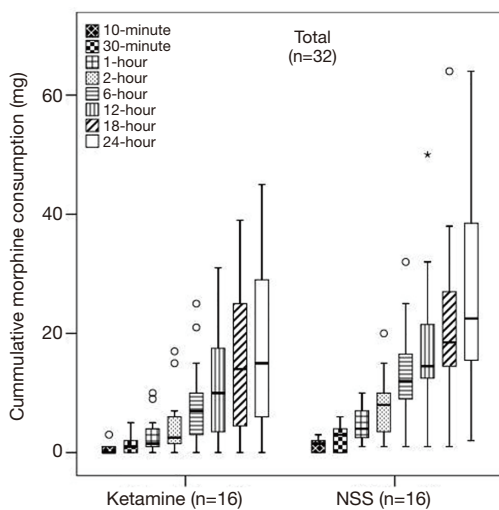 10-minute
30-minute
1-hour
2-hour
6-hour
12-hour
18-hour
24-hour
Total
(n=32)
Cummulative morphine consumption (mg)
60
40
20
0
Ketamine (n=16)
NSS (n=16)